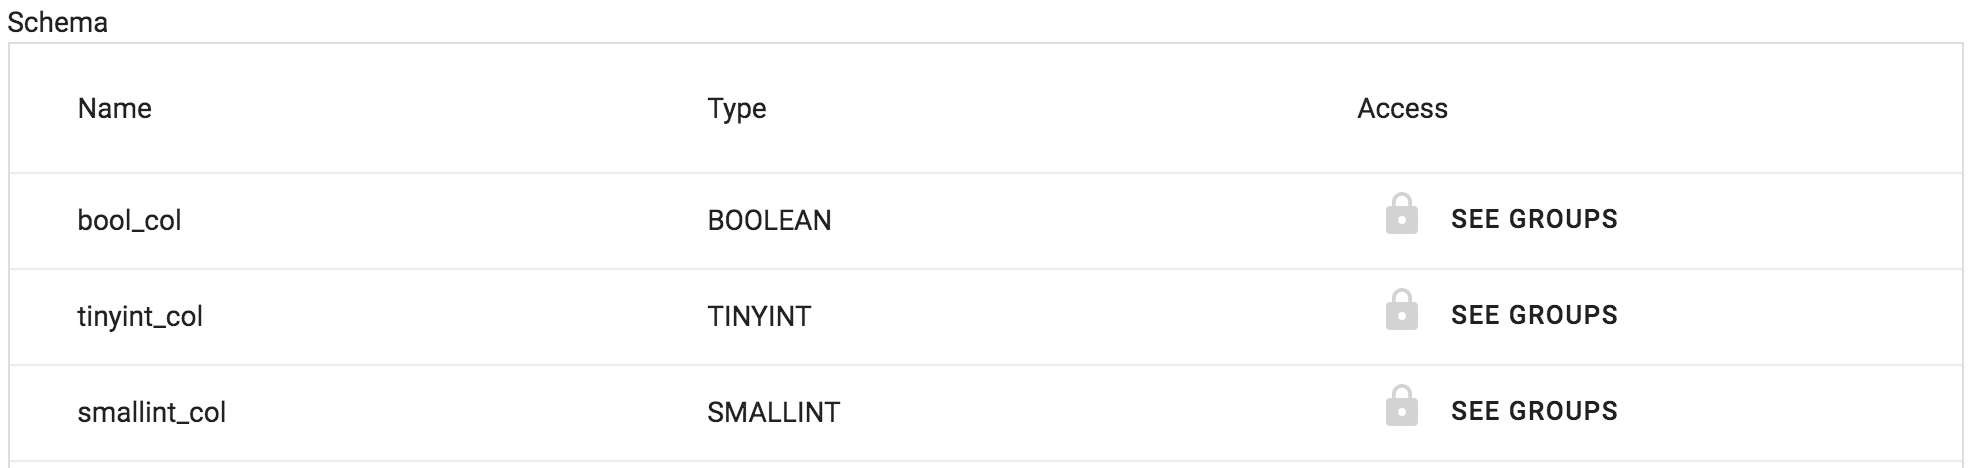 Schema
Name Type Access
bool_col BOOLEAN SEE GROUPS
tinyint_col TINYINT SEE GROUPS
smallint_col SMALLINT SEE GROUPS